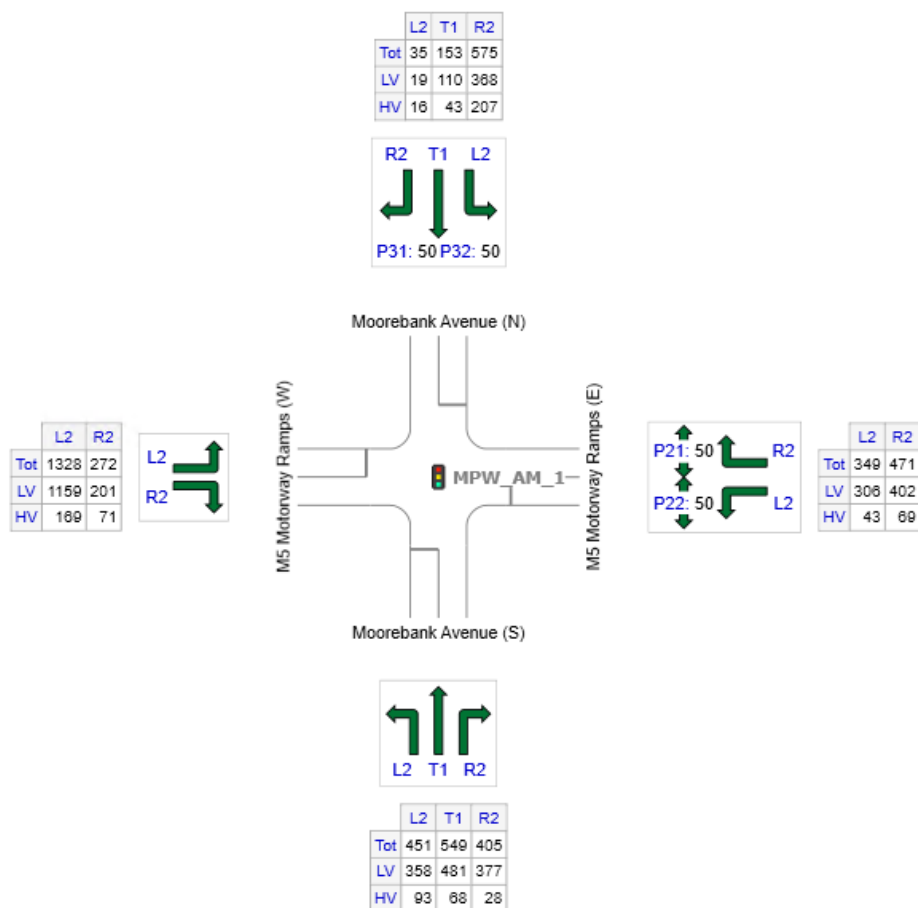 L2 T1 R2
Tot 35 153 575
LV 19 110 368
HV 16 43 207
R2 T1 L2
P31: 50 P32: 50
Moorebank Avenue (N)
M5 Motorway Ramps (W)
M5 Motorway Ramps (E)
L2 R2
Tot 1328 272
LV 1159 201
HV 169 71
L2
R2
MPW_AM_1
P21: 50 R2
P22: 50 L2
L2 R2
Tot 349 471
LV 306 402
HV 43 69
Moorebank Avenue (S)
L2 T1 R2
L2 T1 R2
Tot 451 549 405
LV 358 481 377
HV 93 68 28